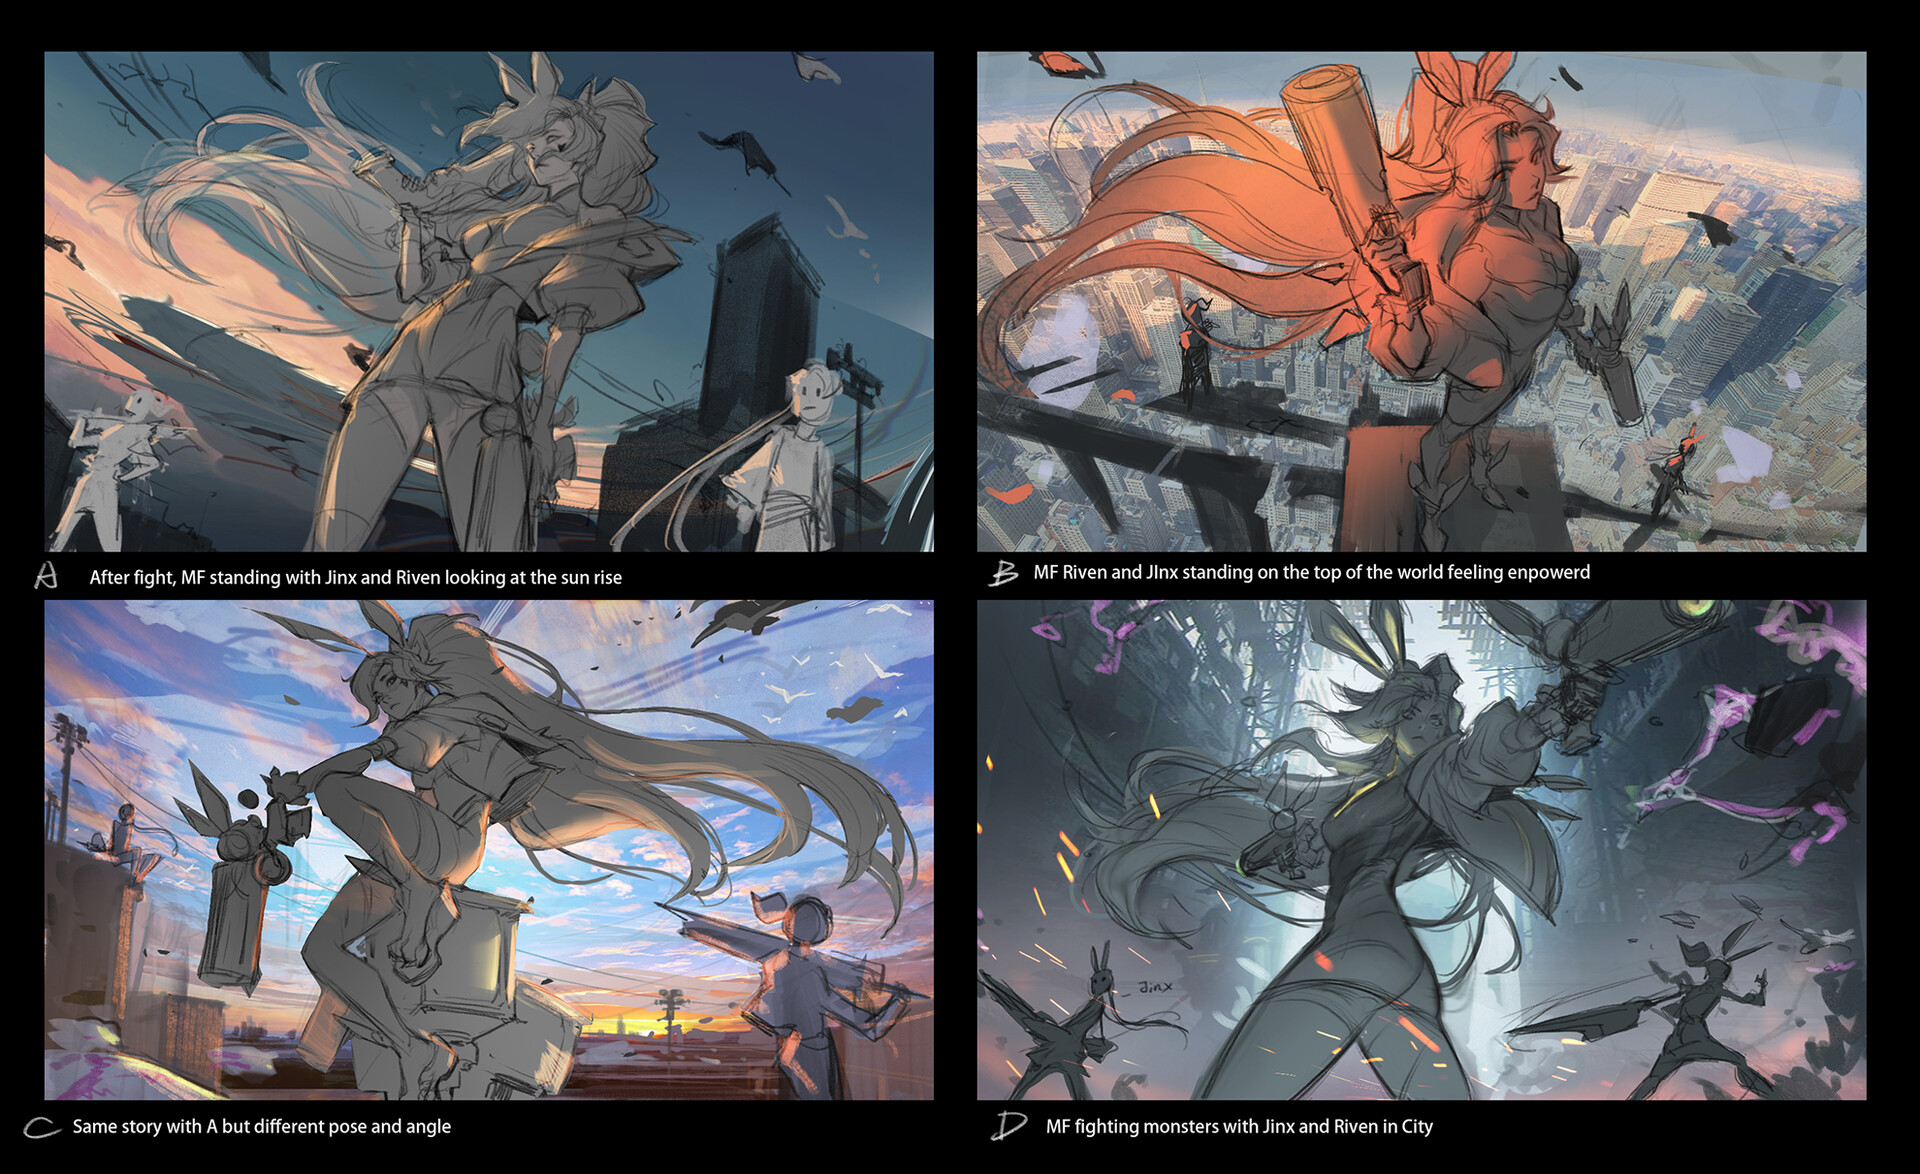 A After fight, MF standing with Jinx and Riven looking at the sun rise
B MF Riven and JInx standing on the top of the world feeling enpowerd
Jinx
C Same story with A but different pose and angle
D MF fighting monsters with Jinx and Riven in City